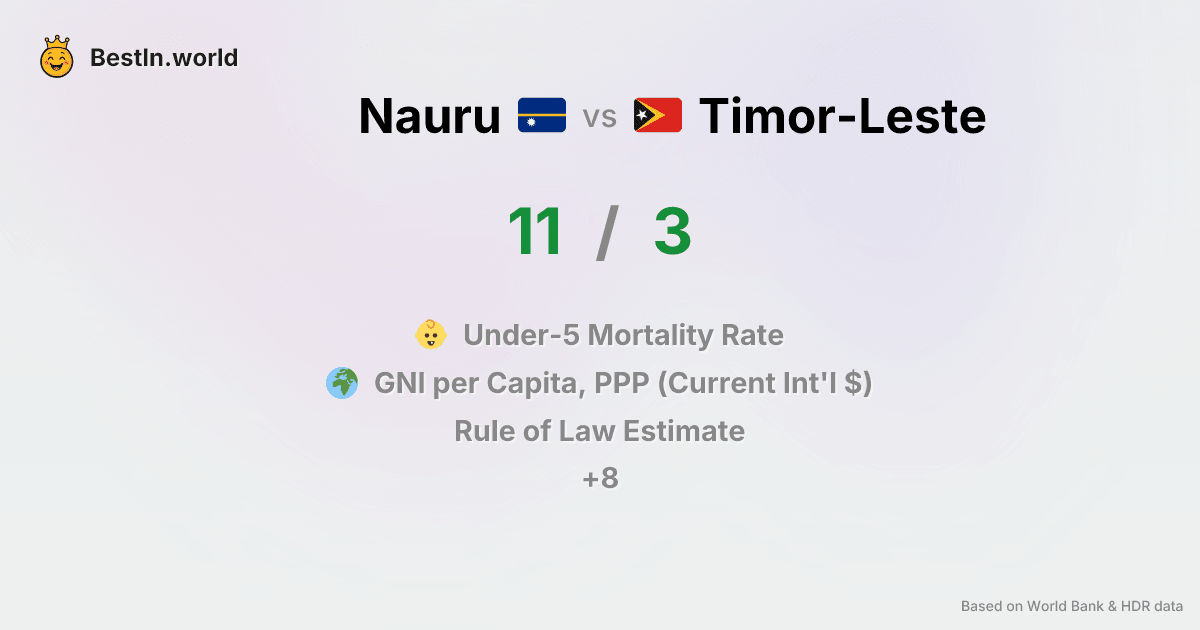 BestIn.world
Nauru vs Timor-Leste
11 / 3
Under-5 Mortality Rate
GNI per Capita, PPP (Current Int'l $)
Rule of Law Estimate
+8
Based on World Bank & HDR data